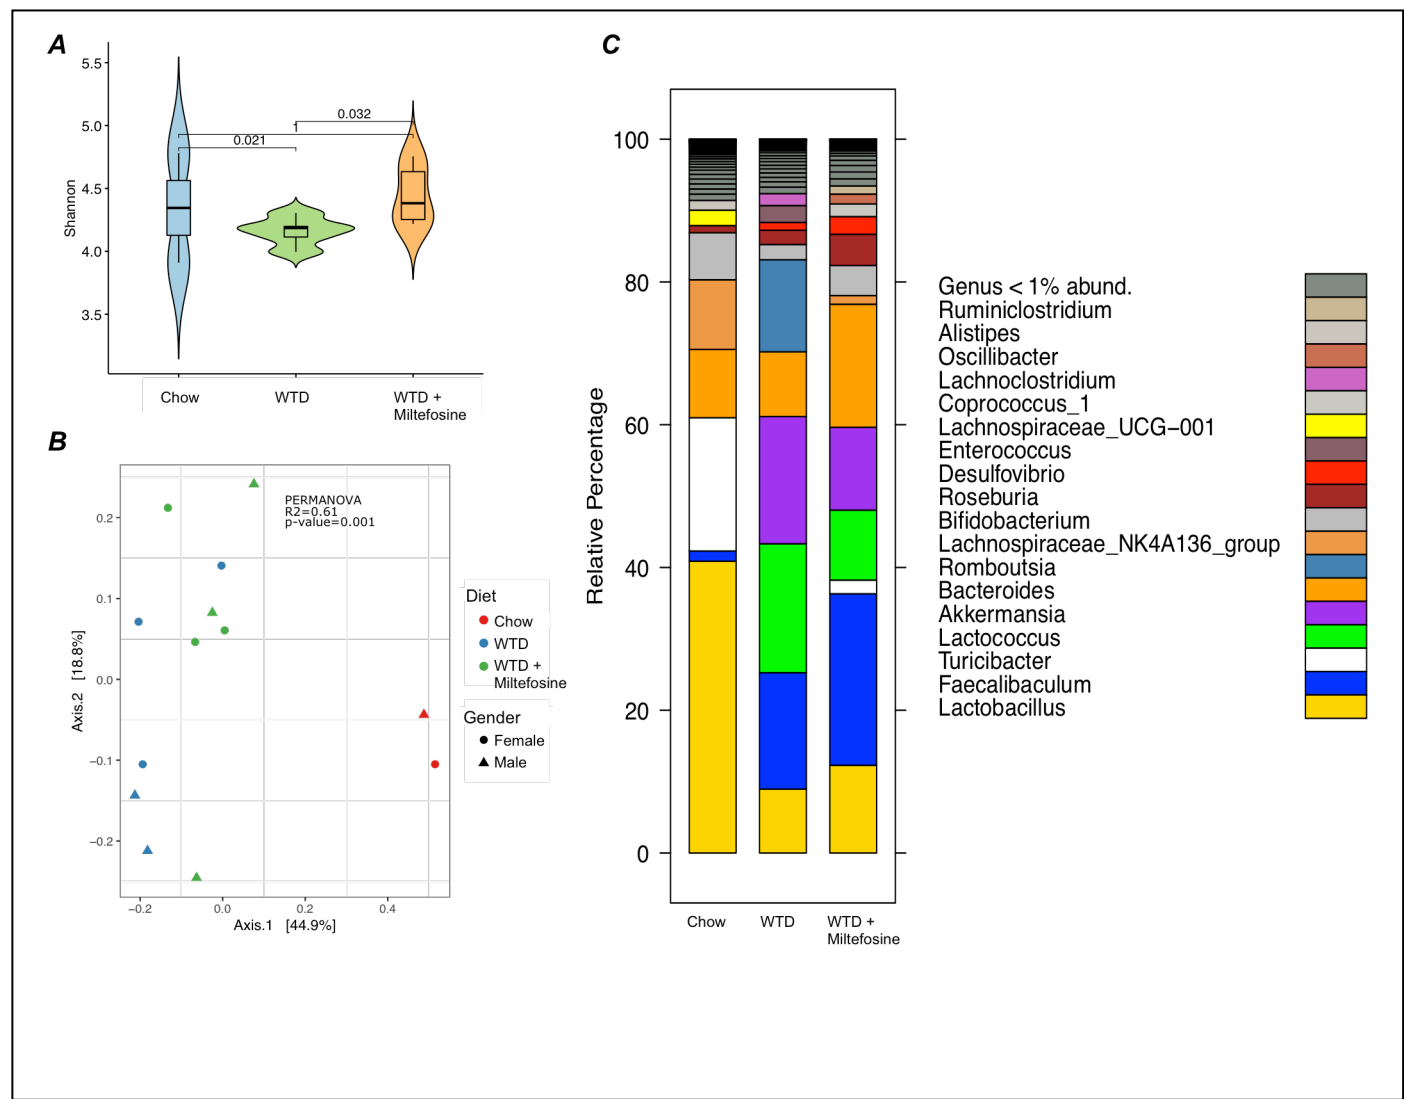 A
5.5
5.0
4.5
4.0
3.5
Shannon
0.032
1
0.021
Chow
WTD
WTD +
Miltefosine
B
PERMANOVA
R2=0.61
p-value=0.001
0.2
0.1
0.0
−0.1
−0.2
Axis.2 [18.8%]
−0.2
0.0
0.2
0.4
Axis.1 [44.9%]
Diet
Chow
WTD
WTD +
Miltefosine
Gender
Female
Male
C
100
80
60
40
20
0
Relative Percentage
Chow
WTD
WTD +
Miltefosine
Genus < 1% abund.
Ruminiclostridium
Alistipes
Oscillibacter
Lachnoclostridium
Coprococcus_1
Lachnospiraceae_UCG−001
Enterococcus
Desulfovibrio
Roseburia
Bifidobacterium
Lachnospiraceae_NK4A136_group
Romboutsia
Bacteroides
Akkermansia
Lactococcus
Turicibacter
Faecalibaculum
Lactobacillus